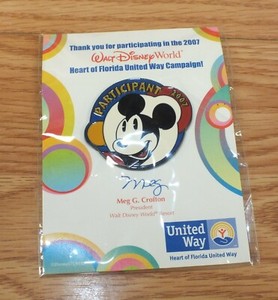 Thank you for participating in the 2007
Walt Disney World®
Heart of Florida United Way Campaign!
PARTICIPANT 2007
Meg
Meg G. Crofton
President
Walt Disney World® Resort
United
Way
Heart of Florida United Way